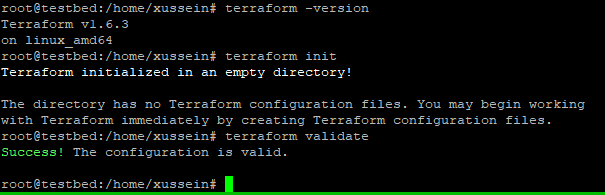 root@testbed:/home/xussein# terraform -version
Terraform v1.6.3
on linux_amd64
root@testbed:/home/xussein# terraform init
Terraform initialized in an empty directory!
The directory has no Terraform configuration files. You may begin working
with Terraform immediately by creating Terraform configuration files.
root@testbed:/home/xussein# terraform validate
Success! The configuration is valid.
root@testbed:/home/xussein#